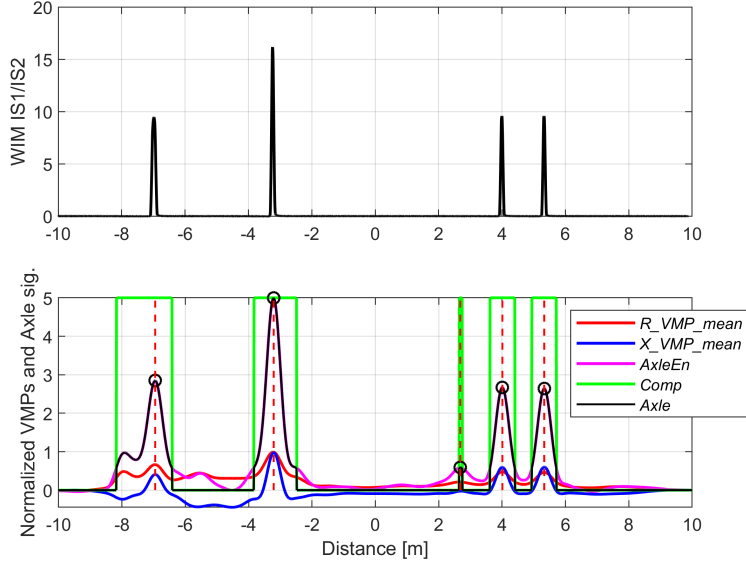 20
15
10
5
0
WIM IS1/IS2
-10 -8 -6 -4 -2 0 2 4 6 8 10
5
4
3
2
1
0
Normalized VMPs and Axle sig.
R_VMP_mean
X_VMP_mean
AxleEn
Comp
Axle
-10 -8 -6 -4 -2 0 2 4 6 8 10
Distance [m]